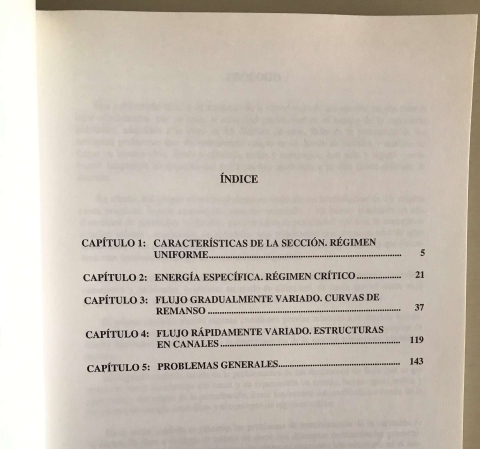 ÍNDICE
CAPÍTULO 1: CARACTERÍSTICAS DE LA SECCIÓN. RÉGIMEN
UNIFORME.................................................................... 5
CAPÍTULO 2: ENERGÍA ESPECÍFICA. RÉGIMEN CRÍTICO................ 21
CAPÍTULO 3: FLUJO GRADUALMENTE VARIADO. CURVAS DE
REMANSO.................................................................... 37
CAPÍTULO 4: FLUJO RÁPIDAMENTE VARIADO. ESTRUCTURAS
EN CANALES................................................................ 119
CAPÍTULO 5: PROBLEMAS GENERALES............................................ 143